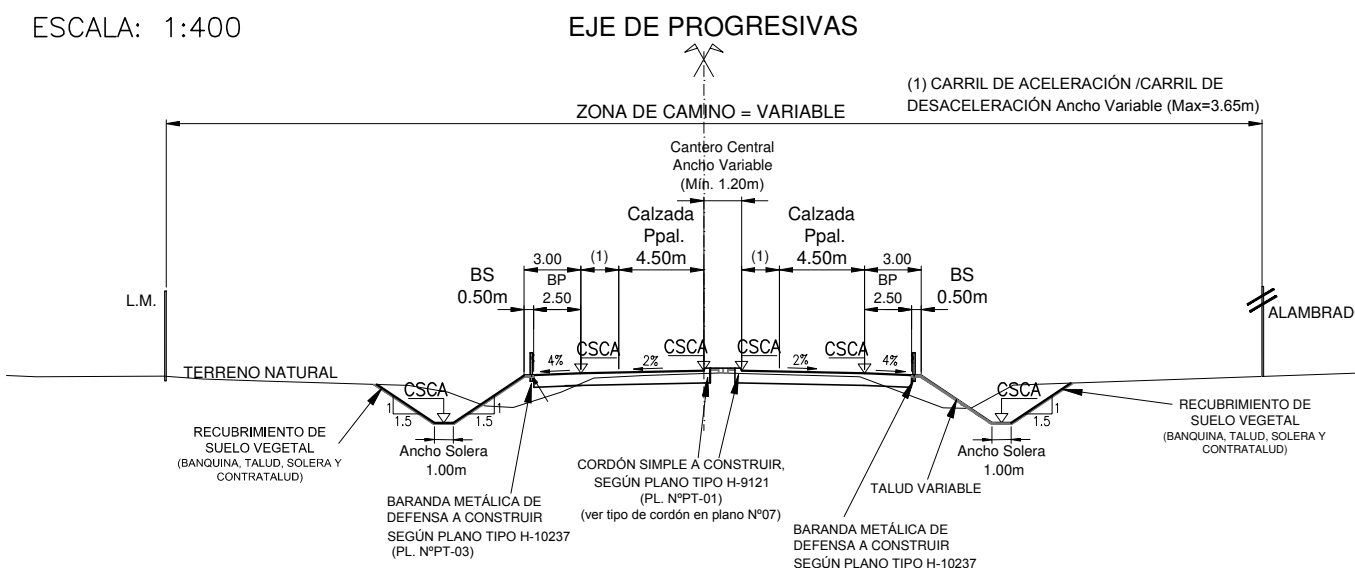 ESCALA: 1:400
EJE DE PROGRESIVAS
(1) CARRIL DE ACELERACIÓN /CARRIL DE
DESACELERACIÓN Ancho Variable (Max=3.65m)
ZONA DE CAMINO = VARIABLE
Cantero Central
Ancho Variable
(Mín. 1.20m)
Calzada
Ppal.
4.50m
Calzada
Ppal.
4.50m
3.00
(1)
(1)
3.00
BS
0.50m
BP
2.50
BP
2.50
BS
0.50m
L.M.
ALAMBRADO
CSCA
CSCA
CSCA
CSCA
4%
2%
2%
4%
TERRENO NATURAL
CSCA
CSCA
1
1.5
1
1.5
1
1.5
RECUBRIMIENTO DE
SUELO VEGETAL
(BANQUINA, TALUD, SOLERA Y
CONTRATALUD)
Ancho Solera
1.00m
CORDÓN SIMPLE A CONSTRUIR,
SEGÚN PLANO TIPO H-9121
(PL. NºPT-01)
(ver tipo de cordón en plano Nº07)
Ancho Solera
1.00m
RECUBRIMIENTO DE
SUELO VEGETAL
(BANQUINA, TALUD, SOLERA Y
CONTRATALUD)
TALUD VARIABLE
BARANDA METÁLICA DE
DEFENSA A CONSTRUIR
SEGÚN PLANO TIPO H-10237
(PL. NºPT-03)
BARANDA METÁLICA DE
DEFENSA A CONSTRUIR
SEGÚN PLANO TIPO H-10237